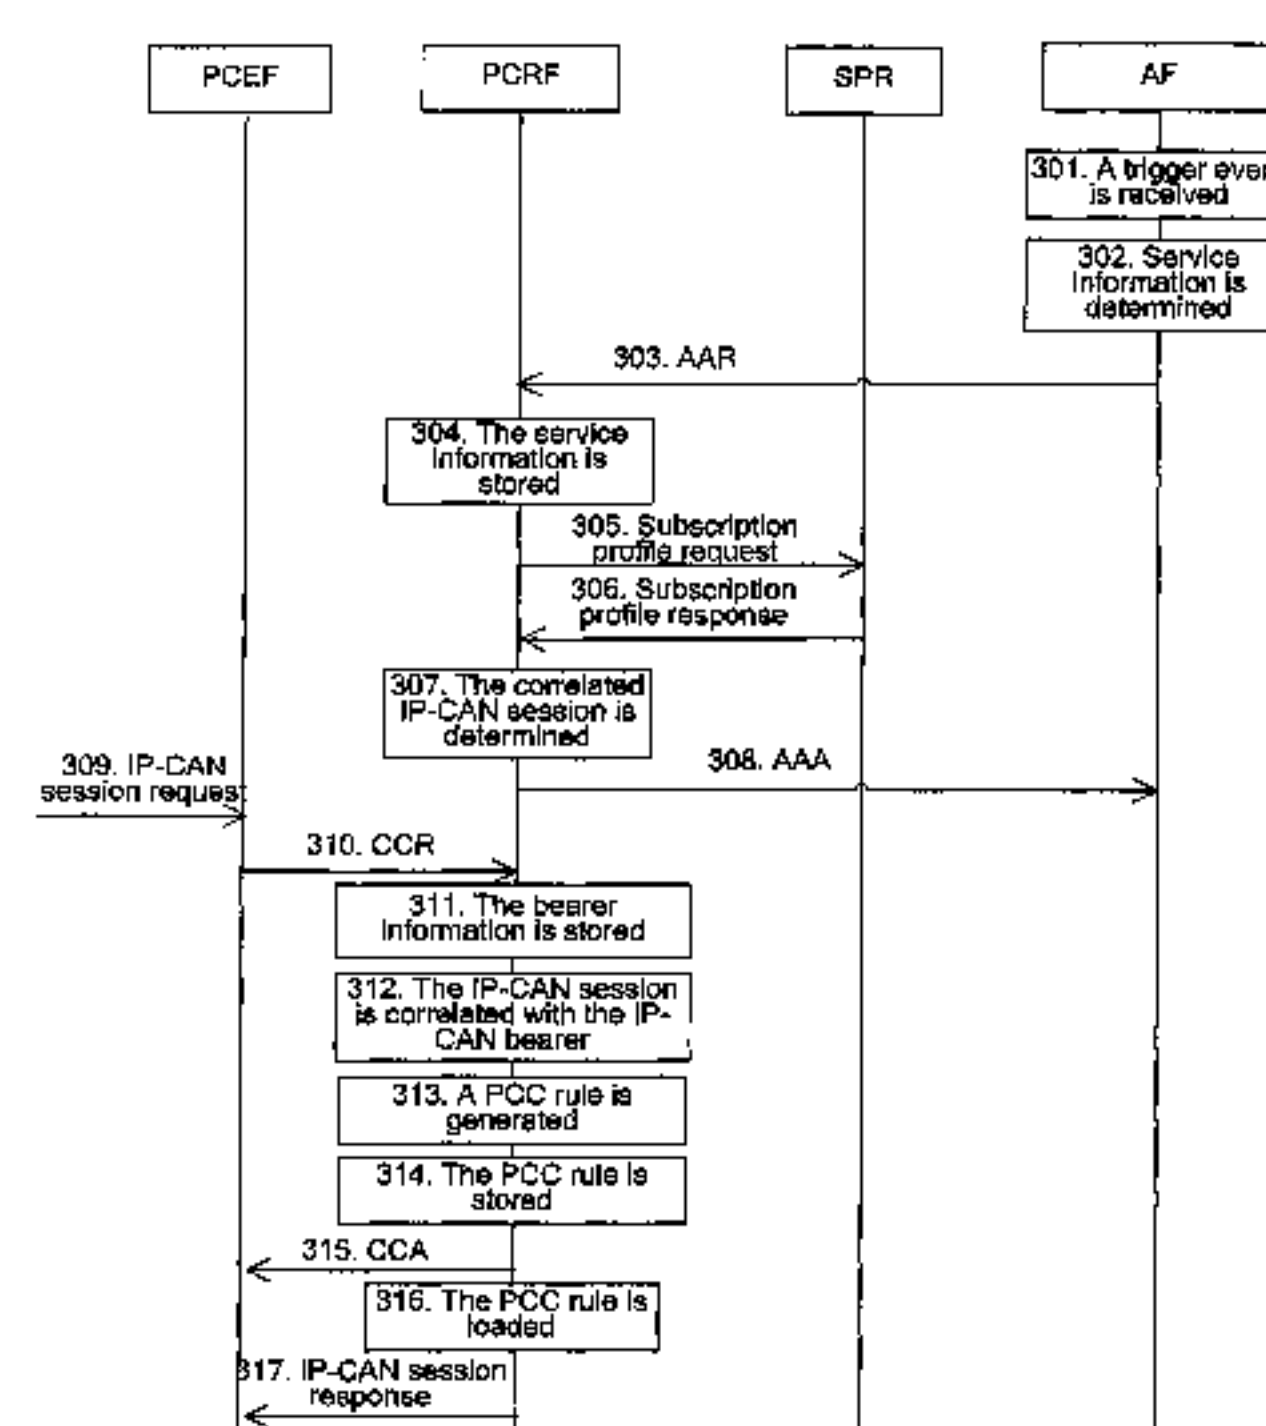 PCEF
PCRF
SPR
AF
301. A trigger
is received
302. Service
information is
determined
303. AAR
304. The service
information is
stored
305. Subscription
profile request
306. Subscription
profile response
307. The correlated
IP-CAN session is
determined
308. AAA
309. IP-CAN
session request
310. CCR
311. The bearer
information is stored
312. The IP-CAN session
is correlated with the IP-
CAN bearer
313. A PCC rule is
generated
314. The PCC rule is
stored
315. CCA
316. The PCC rule is
loaded
317. IP-CAN session
response